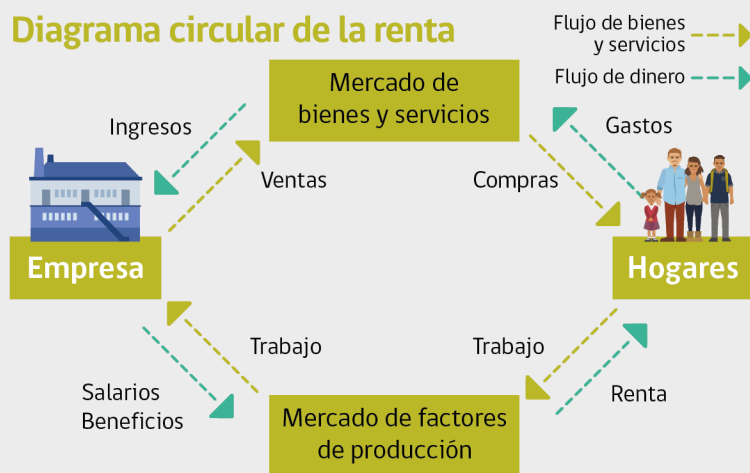 Diagrama circular de la renta
Flujo de bienes
y servicios
Flujo de dinero
Mercado de
bienes y servicios
Ingresos
Gastos
Ventas
Compras
Empresa
Hogares
Trabajo
Trabajo
Salarios
Beneficios
Renta
Mercado de factores
de producción